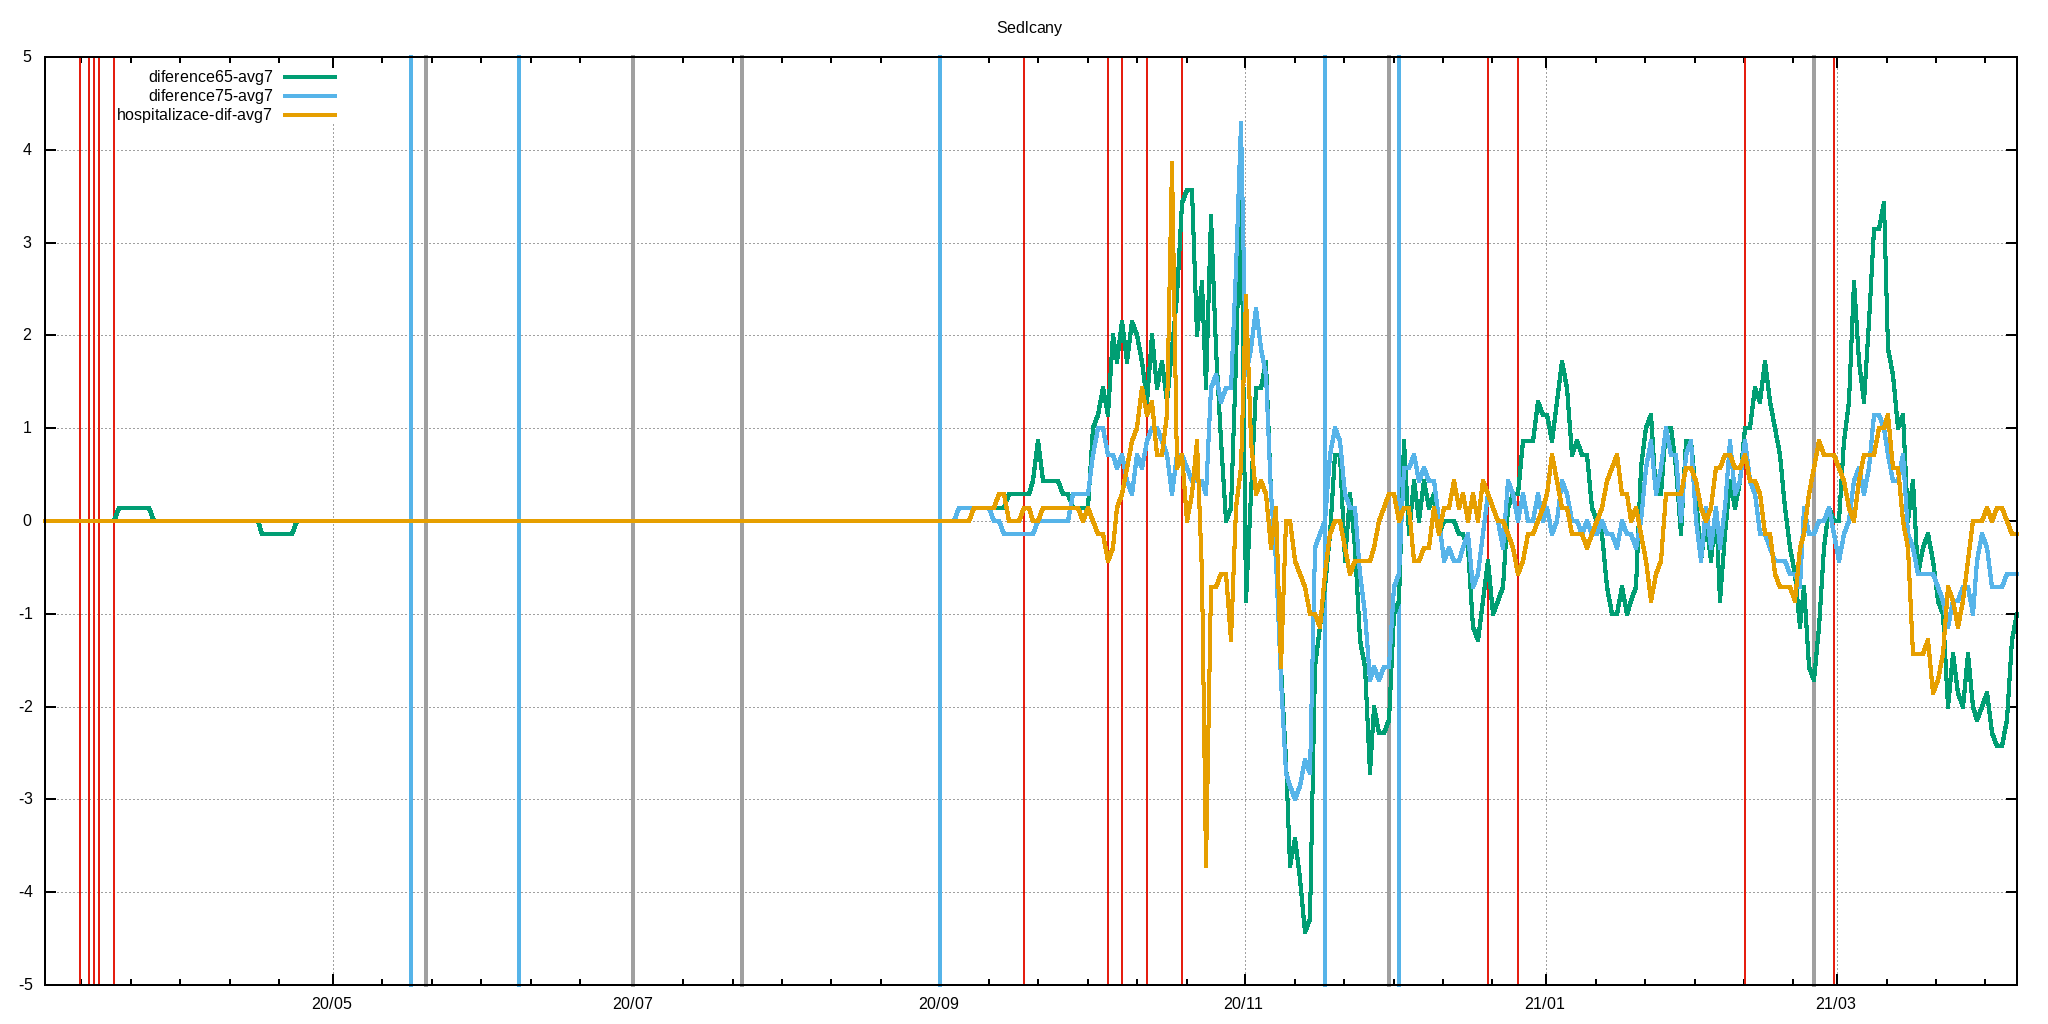 Sedlcany
5
diference65-avg7
diference75-avg7
hospitalizace-dif-avg7
4
3
2
1
0
-1
-2
-3
-4
-5
20/05 20/07 20/09 20/11 21/01 21/03